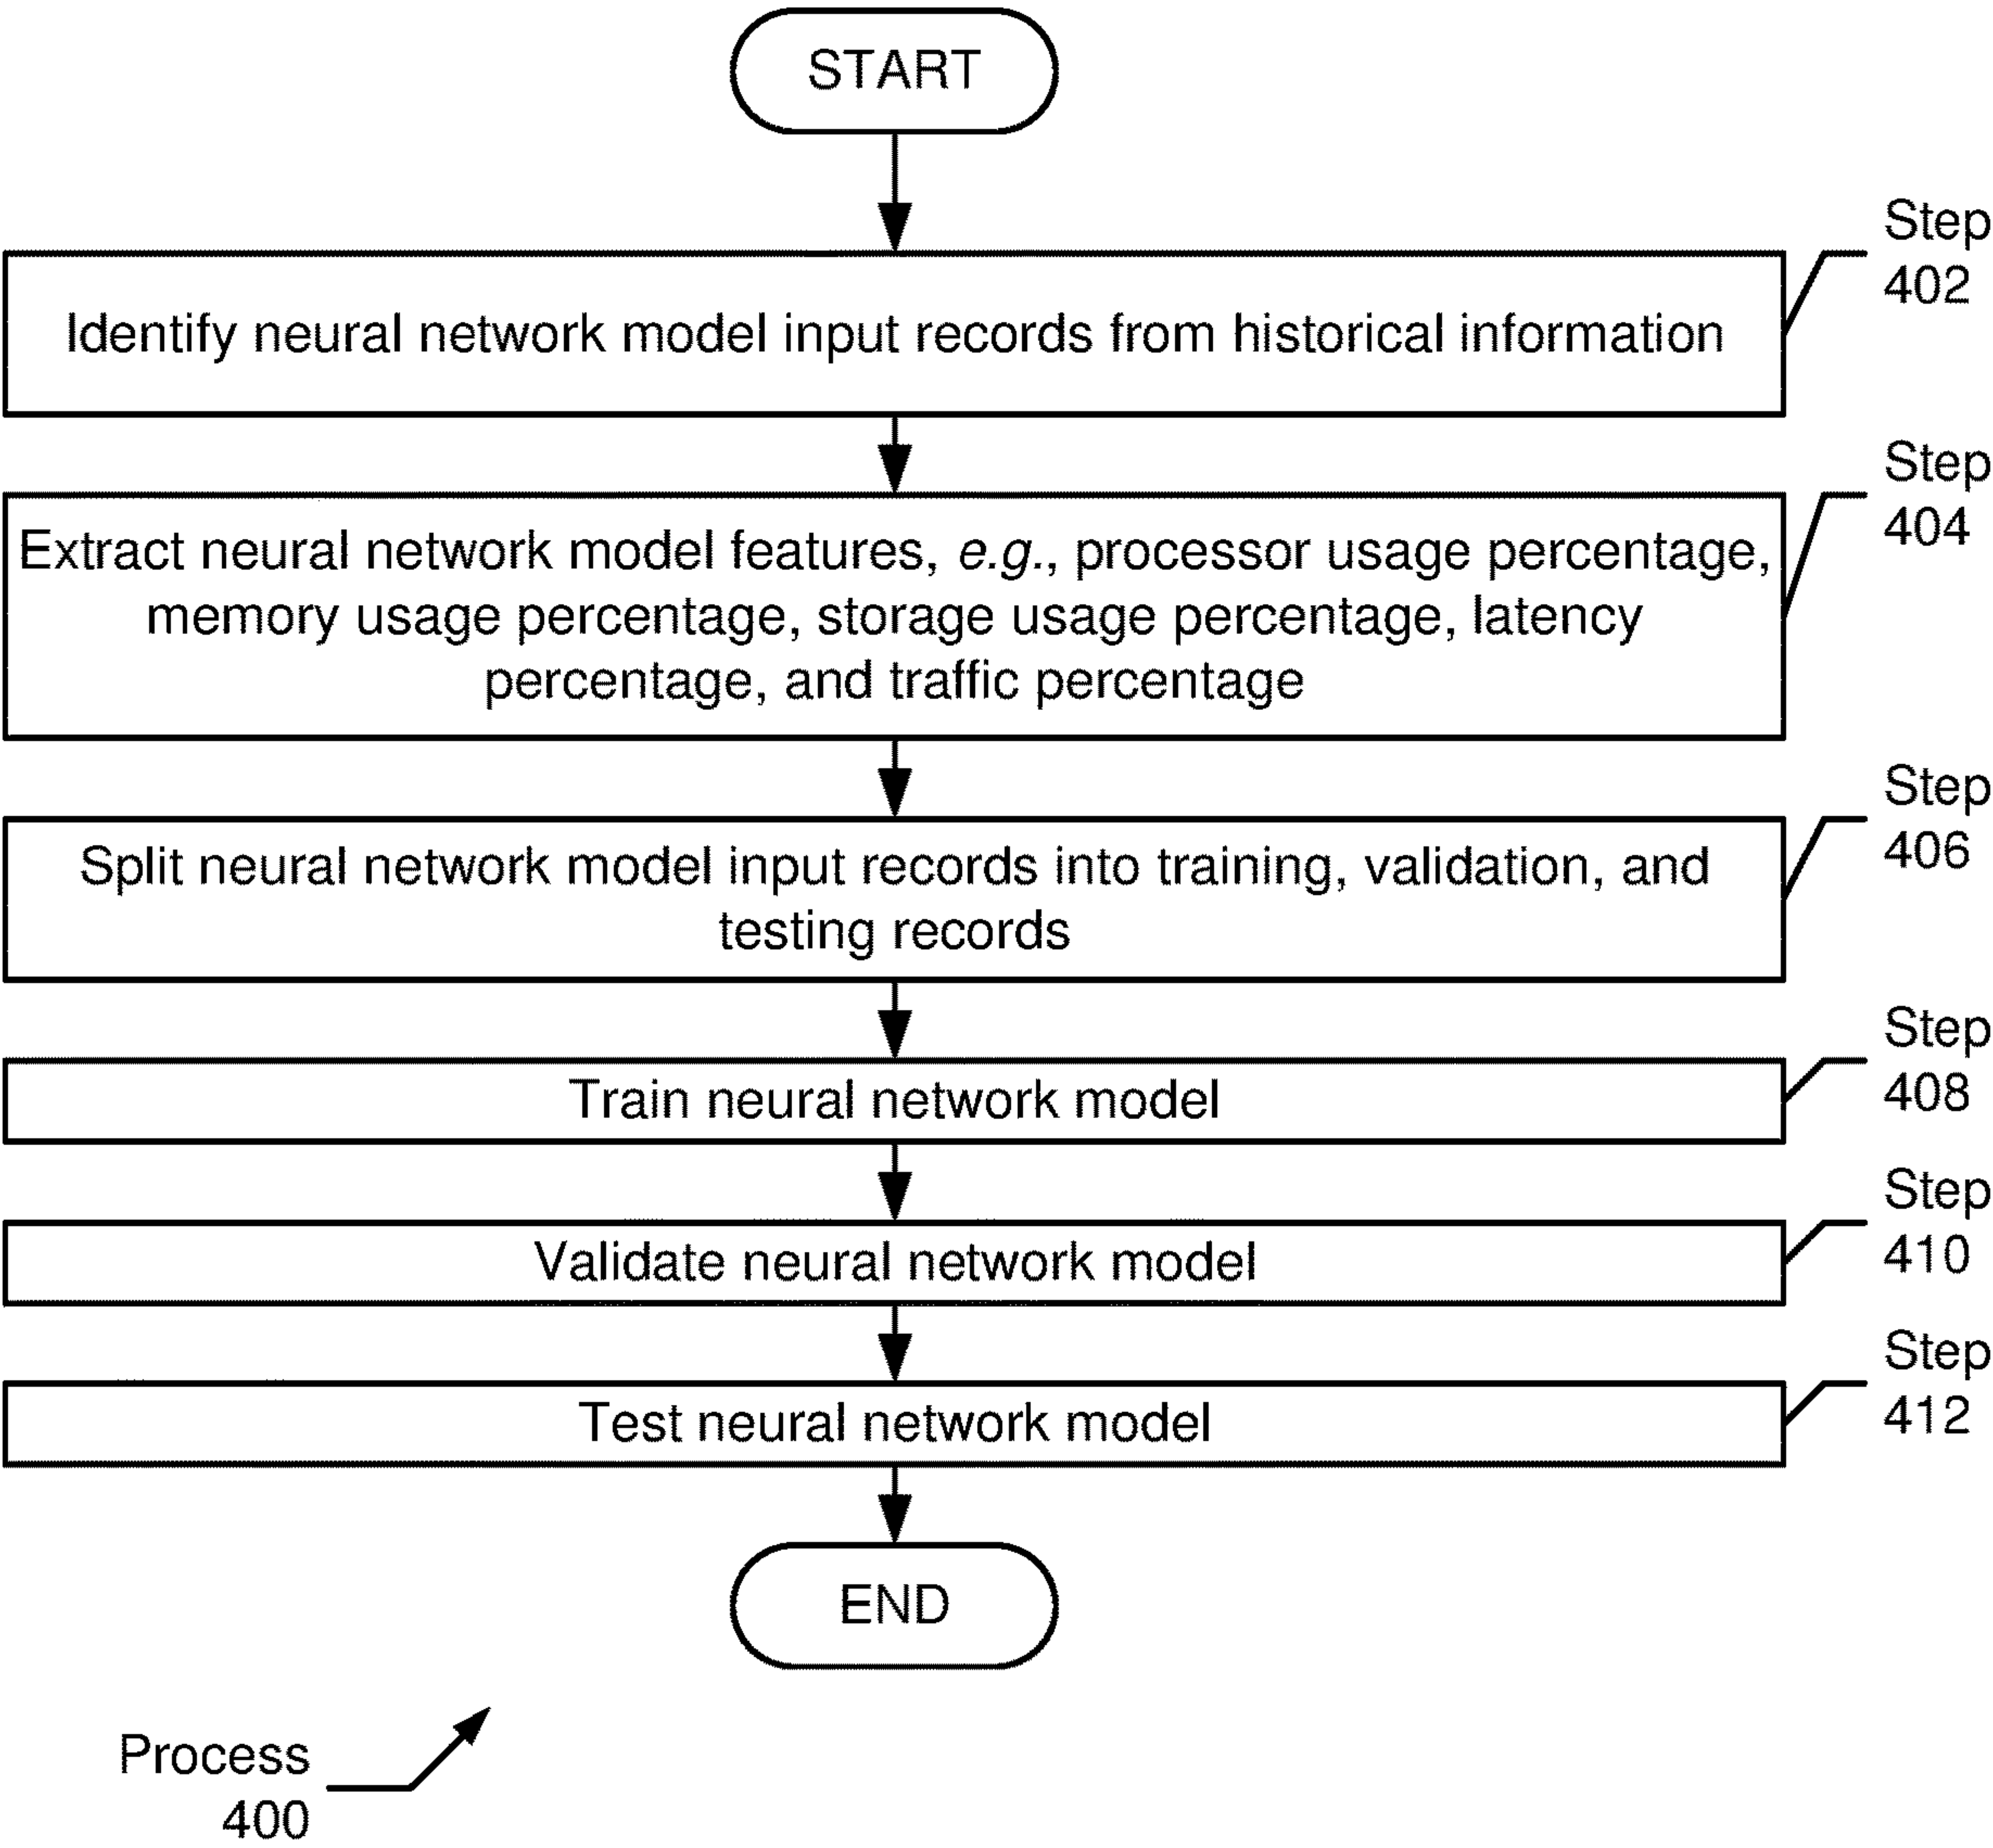 START
Step
402
Identify neural network model input records from historical information
Step
404
Extract neural network model features, e.g., processor usage percentage,
memory usage percentage, storage usage percentage, latency
percentage, and traffic percentage
Step
406
Split neural network model input records into training, validation, and
testing records
Step
408
Train neural network model
Step
410
Validate neural network model
Step
412
Test neural network model
END
Process
400